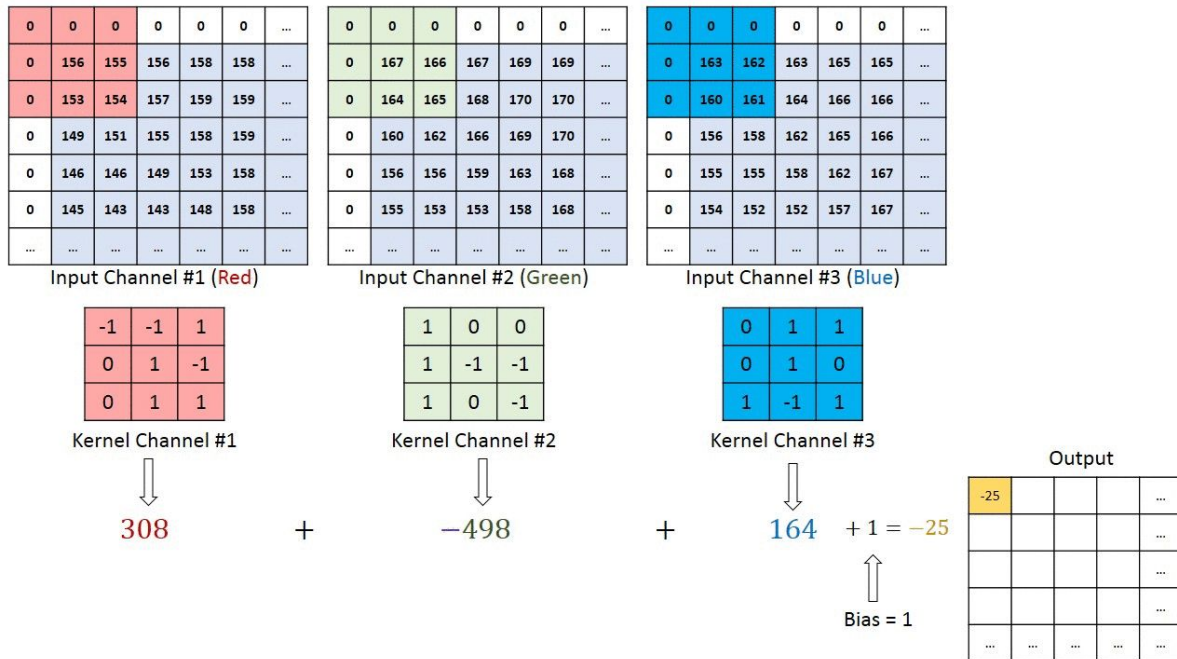 0 0 0 0 0 0 ... 0 0 0 0 0 0 ... 0 0 0 0 0 0 ...
0 156 155 156 158 158 ... 0 167 166 167 169 169 ... 0 163 162 163 165 165 ...
0 153 154 157 159 159 ... 0 164 165 168 170 170 ... 0 160 161 164 166 166 ...
0 149 151 155 158 159 ... 0 160 162 166 169 170 ... 0 156 158 162 165 166 ...
0 146 146 149 153 158 ... 0 156 156 159 163 168 ... 0 155 155 158 162 167 ...
0 145 143 143 148 158 ... 0 155 153 153 158 168 ... 0 154 152 152 157 167 ...
... ... ... ... ... ... ... ... ... ... ... ... ... ... ... ... ... ... ... ... ...
Input Channel #1 (Red) Input Channel #2 (Green) Input Channel #3 (Blue)
-1 -1 1 1 0 0 0 1 1
0 1 -1 1 -1 -1 0 1 0
0 1 1 1 0 -1 1 -1 1
Kernel Channel #1 Kernel Channel #2 Kernel Channel #3
308 + −498 + 164 + 1 = −25
Bias = 1
Output
-25 ...
...
...
...
... ... ... ... ...